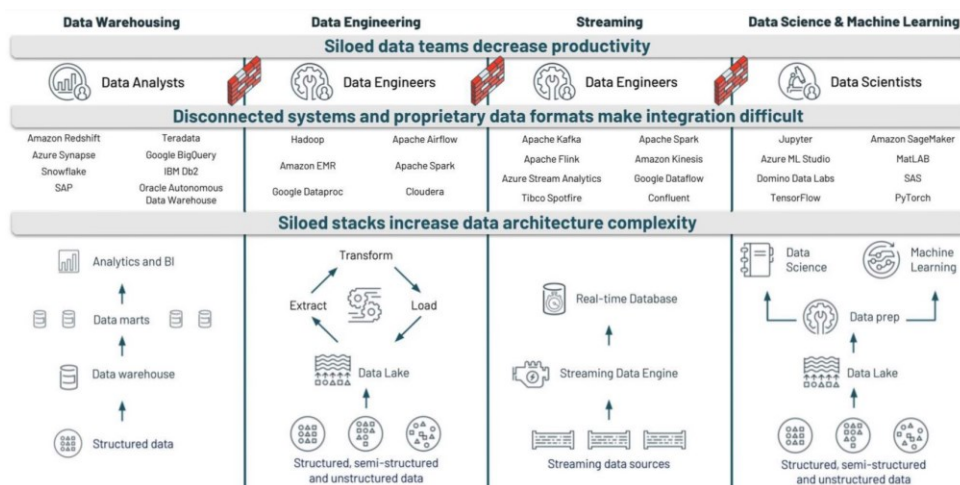 Data Warehousing
Data Engineering
Streaming
Data Science & Machine Learning
Siloed data teams decrease productivity
Data Analysts
Data Engineers
Data Engineers
Data Scientists
Disconnected systems and proprietary data formats make integration difficult
Amazon Redshift
Teradata
Azure Synapse
Google BigQuery
Snowflake
IBM Db2
SAP
Oracle Autonomous
Data Warehouse
Hadoop
Apache Airflow
Amazon EMR
Apache Spark
Google Dataproc
Cloudera
Apache Kafka
Apache Spark
Apache Flink
Amazon Kinesis
Azure Stream Analytics
Google Dataflow
Tibco Spotfire
Confluent
Jupyter
Amazon SageMaker
Azure ML Studio
MatLAB
Domino Data Labs
SAS
TensorFlow
PyTorch
Siloed stacks increase data architecture complexity
Analytics and BI
Data marts
Data warehouse
Structured data
Transform
Extract
Load
Data Lake
Structured, semi-structured
and unstructured data
Real-time Database
Streaming Data Engine
Streaming data sources
Data
Science
Machine
Learning
Data prep
Data Lake
Structured, semi-structured
and unstructured data